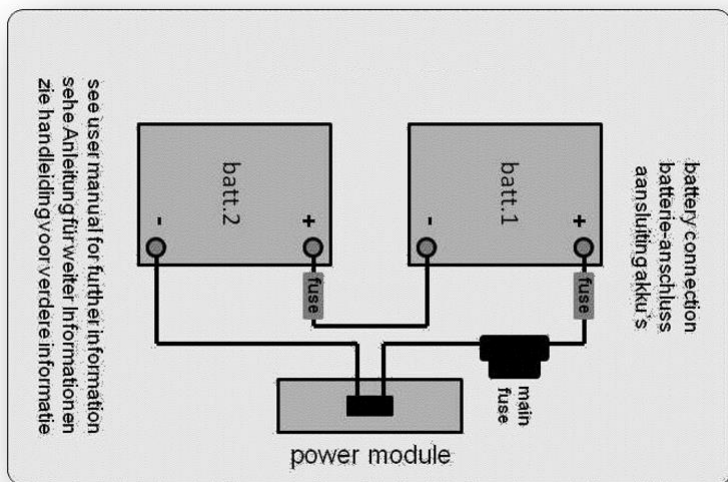 battery connection
batterie-anschluss
aansluiting akku's
batt.1
-
+
batt.2
-
+
fuse
fuse
main
fuse
power module
see user manual for further information
sehe Anleitung für weiter Informationen
zie handleiding voor verdere informatie